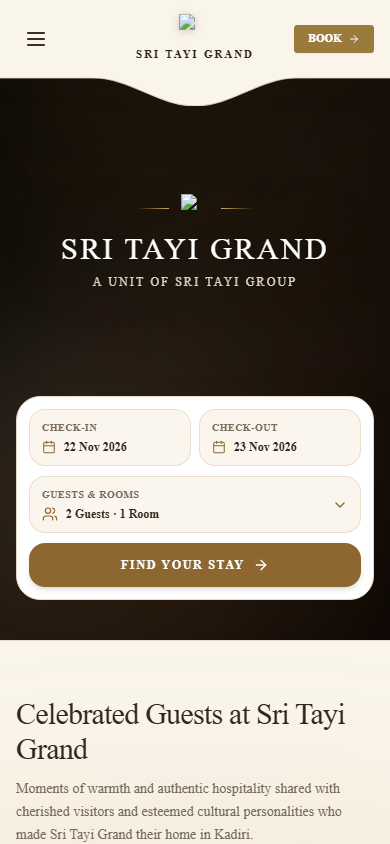 SRI TAYI GRAND
BOOK
SRI TAYI GRAND
A UNIT OF SRI TAYI GROUP
CHECK-IN
22 Nov 2026
CHECK-OUT
23 Nov 2026
GUESTS & ROOMS
2 Guests · 1 Room
FIND YOUR STAY
Celebrated Guests at Sri Tayi
Grand
Moments of warmth and authentic hospitality shared with
cherished visitors and esteemed cultural personalities who
made Sri Tayi Grand their home in Kadiri.